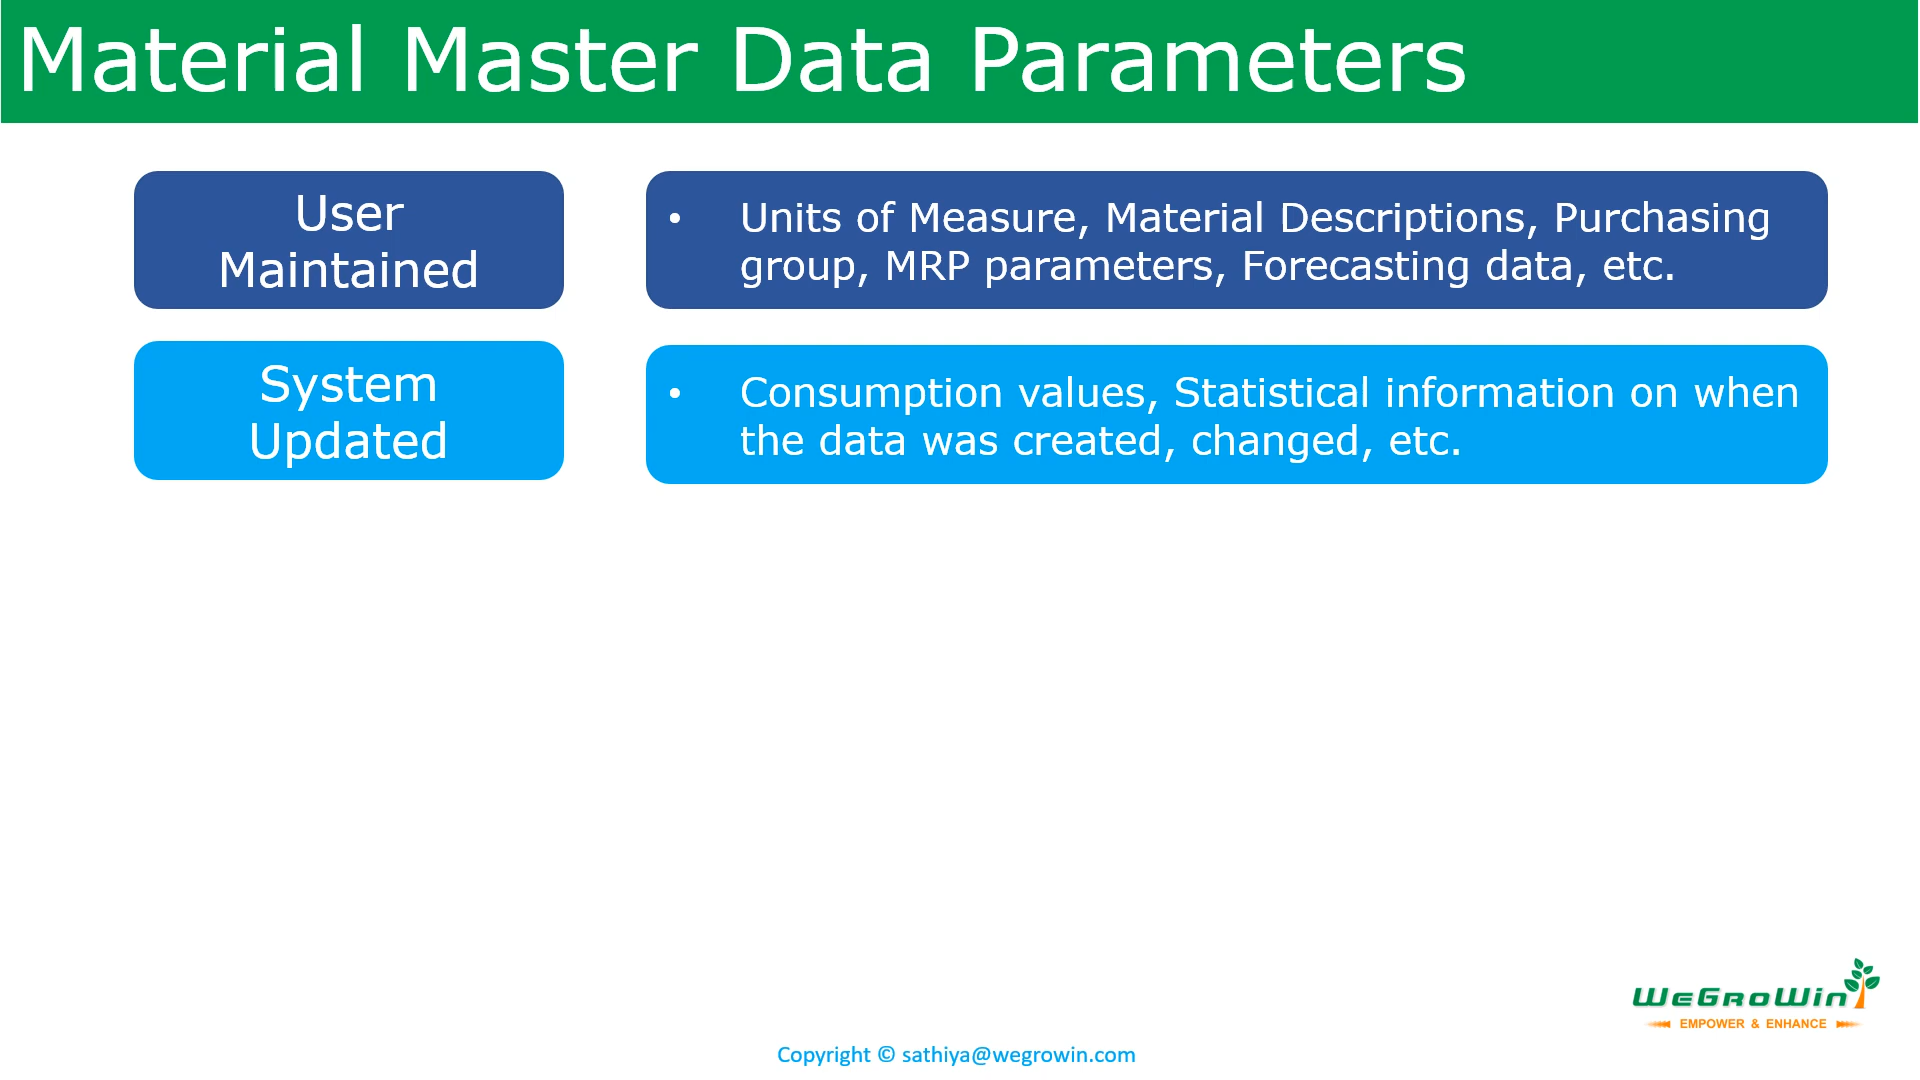 Material Master Data Parameters
User
Maintained
• Units of Measure, Material Descriptions, Purchasing
group, MRP parameters, Forecasting data, etc.
System
Updated
• Consumption values, Statistical information on when
the data was created, changed, etc.
WeGroWin
EMPOWER & ENHANCE
Copyright © sathiya@wegrowin.com